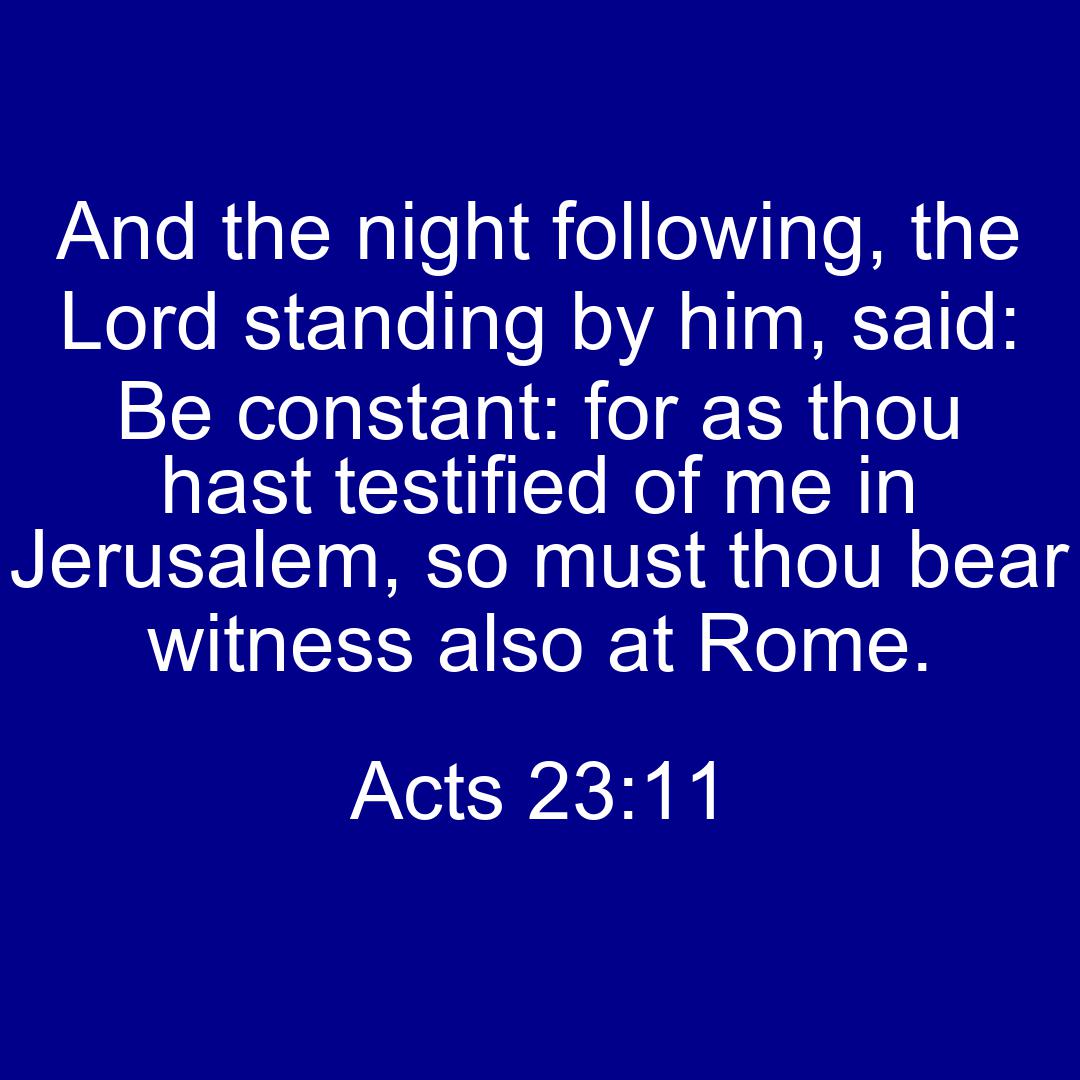 And the night following, the
Lord standing by him, said:
Be constant: for as thou
hast testified of me in
Jerusalem, so must thou bear
witness also at Rome.
Acts 23:11